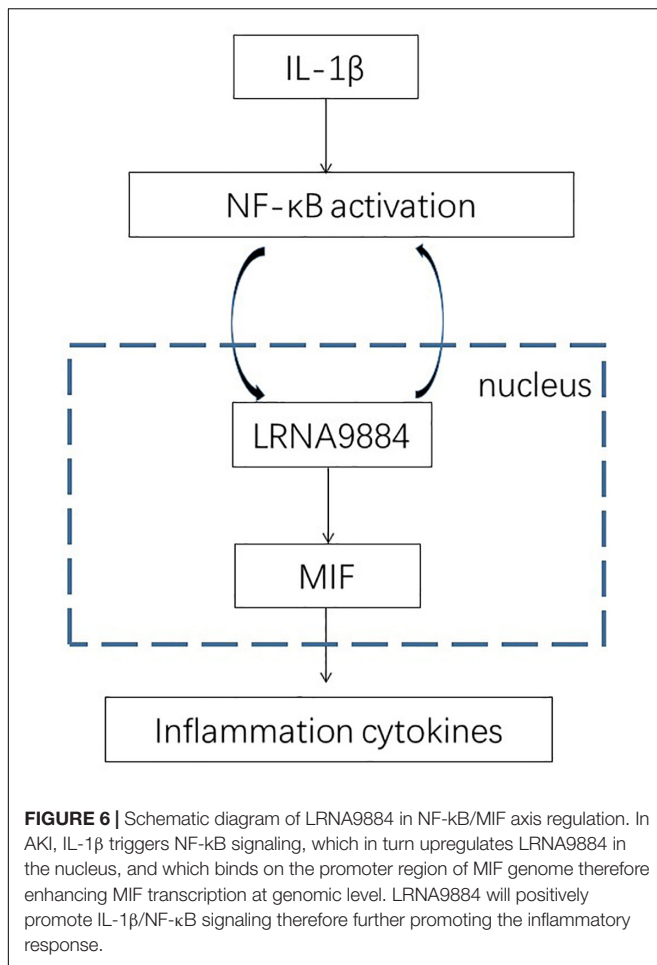 IL-1β
NF-κB activation
nucleus
LRNA9884
MIF
Inflammation cytokines
FIGURE 6 | Schematic diagram of LRNA9884 in NF-kB/MIF axis regulation. In
AKI, IL-1β triggers NF-kB signaling, which in turn upregulates LRNA9884 in
the nucleus, and which binds on the promoter region of MIF genome therefore
enhancing MIF transcription at genomic level. LRNA9884 will positively
promote IL-1β/NF-κB signaling therefore further promoting the inflammatory
response.